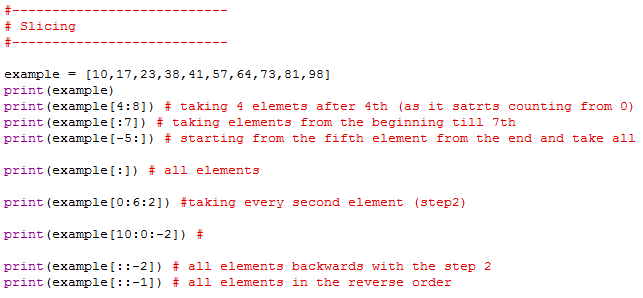 #---------------------------
# Slicing
#---------------------------
example = [10,17,23,38,41,57,64,73,81,98]
print(example)
print(example[4:8]) # taking 4 elemets after 4th (as it satrts counting from 0)
print(example[:7]) # taking elements from the beginning till 7th
print(example[-5:]) # starting from the fifth element from the end and take all
print(example[:]) # all elements
print(example[0:6:2]) #taking every second element (step2)
print(example[10:0:-2]) #
print(example[::-2]) # all elements backwards with the step 2
print(example[::-1]) # all elements in the reverse order